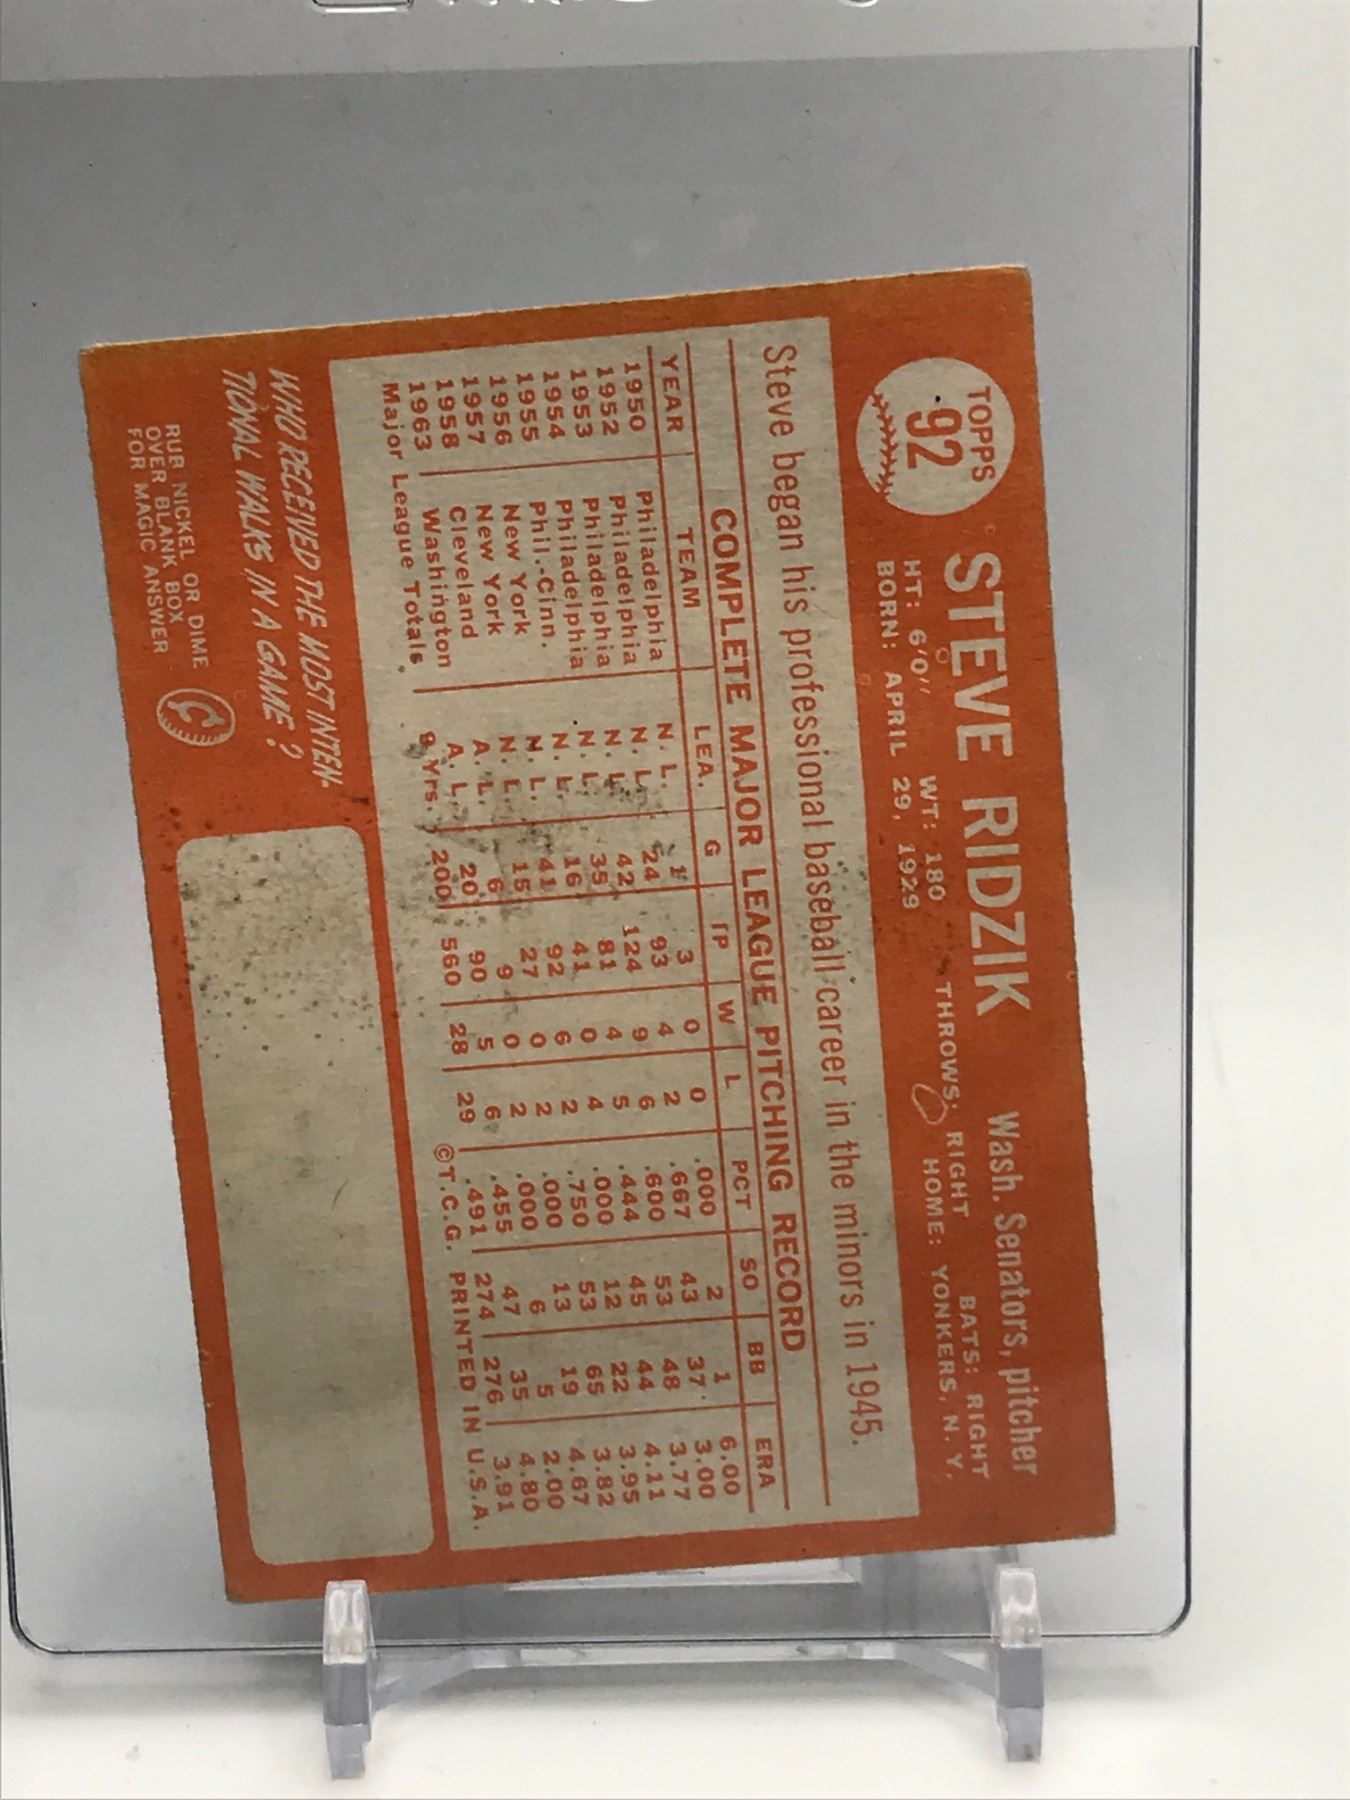 TOPPS
92
STEVE RIDZIK Wash. Senators, pitcher
HT: 6'0" WT: 180 THROWS: RIGHT BATS: RIGHT
BORN: APRIL 29, 1929 HOME: YONKERS, N. Y.
Steve began his professional baseball career in the minors in 1945.
COMPLETE MAJOR LEAGUE PITCHING RECORD
YEAR TEAM LEA. G IP W L PCT SO BB ERA
1950 Philadelphia N. L. 1 3 0 0 .000 2 1 6.00
1952 Philadelphia N. L. 24 93 4 2 .667 43 37 3.00
1953 Philadelphia N. L. 42 124 9 6 .600 53 48 3.77
1954 Philadelphia N. L. 35 81 4 5 .444 45 44 4.11
1955 Phil.-Cinn. N. L. 16 41 0 4 .000 12 22 3.95
1956 New York N. L. 41 92 6 2 .750 53 65 3.82
1957 New York N. L. 15 27 0 2 .000 13 19 4.67
1958 Cleveland A. L. 6 9 0 2 .000 6 5 2.00
1963 Washington A. L. 20 90 5 6 .455 47 35 4.80
Major League Totals 9 Yrs. 200 560 28 29 .491 274 276 3.91
©T.C.G. PRINTED IN U.S.A.
WHO RECEIVED THE MOST INTEN-
TIONAL WALKS IN A GAME?
RUB NICKEL OR DIME
OVER BLANK BOX
FOR MAGIC ANSWER